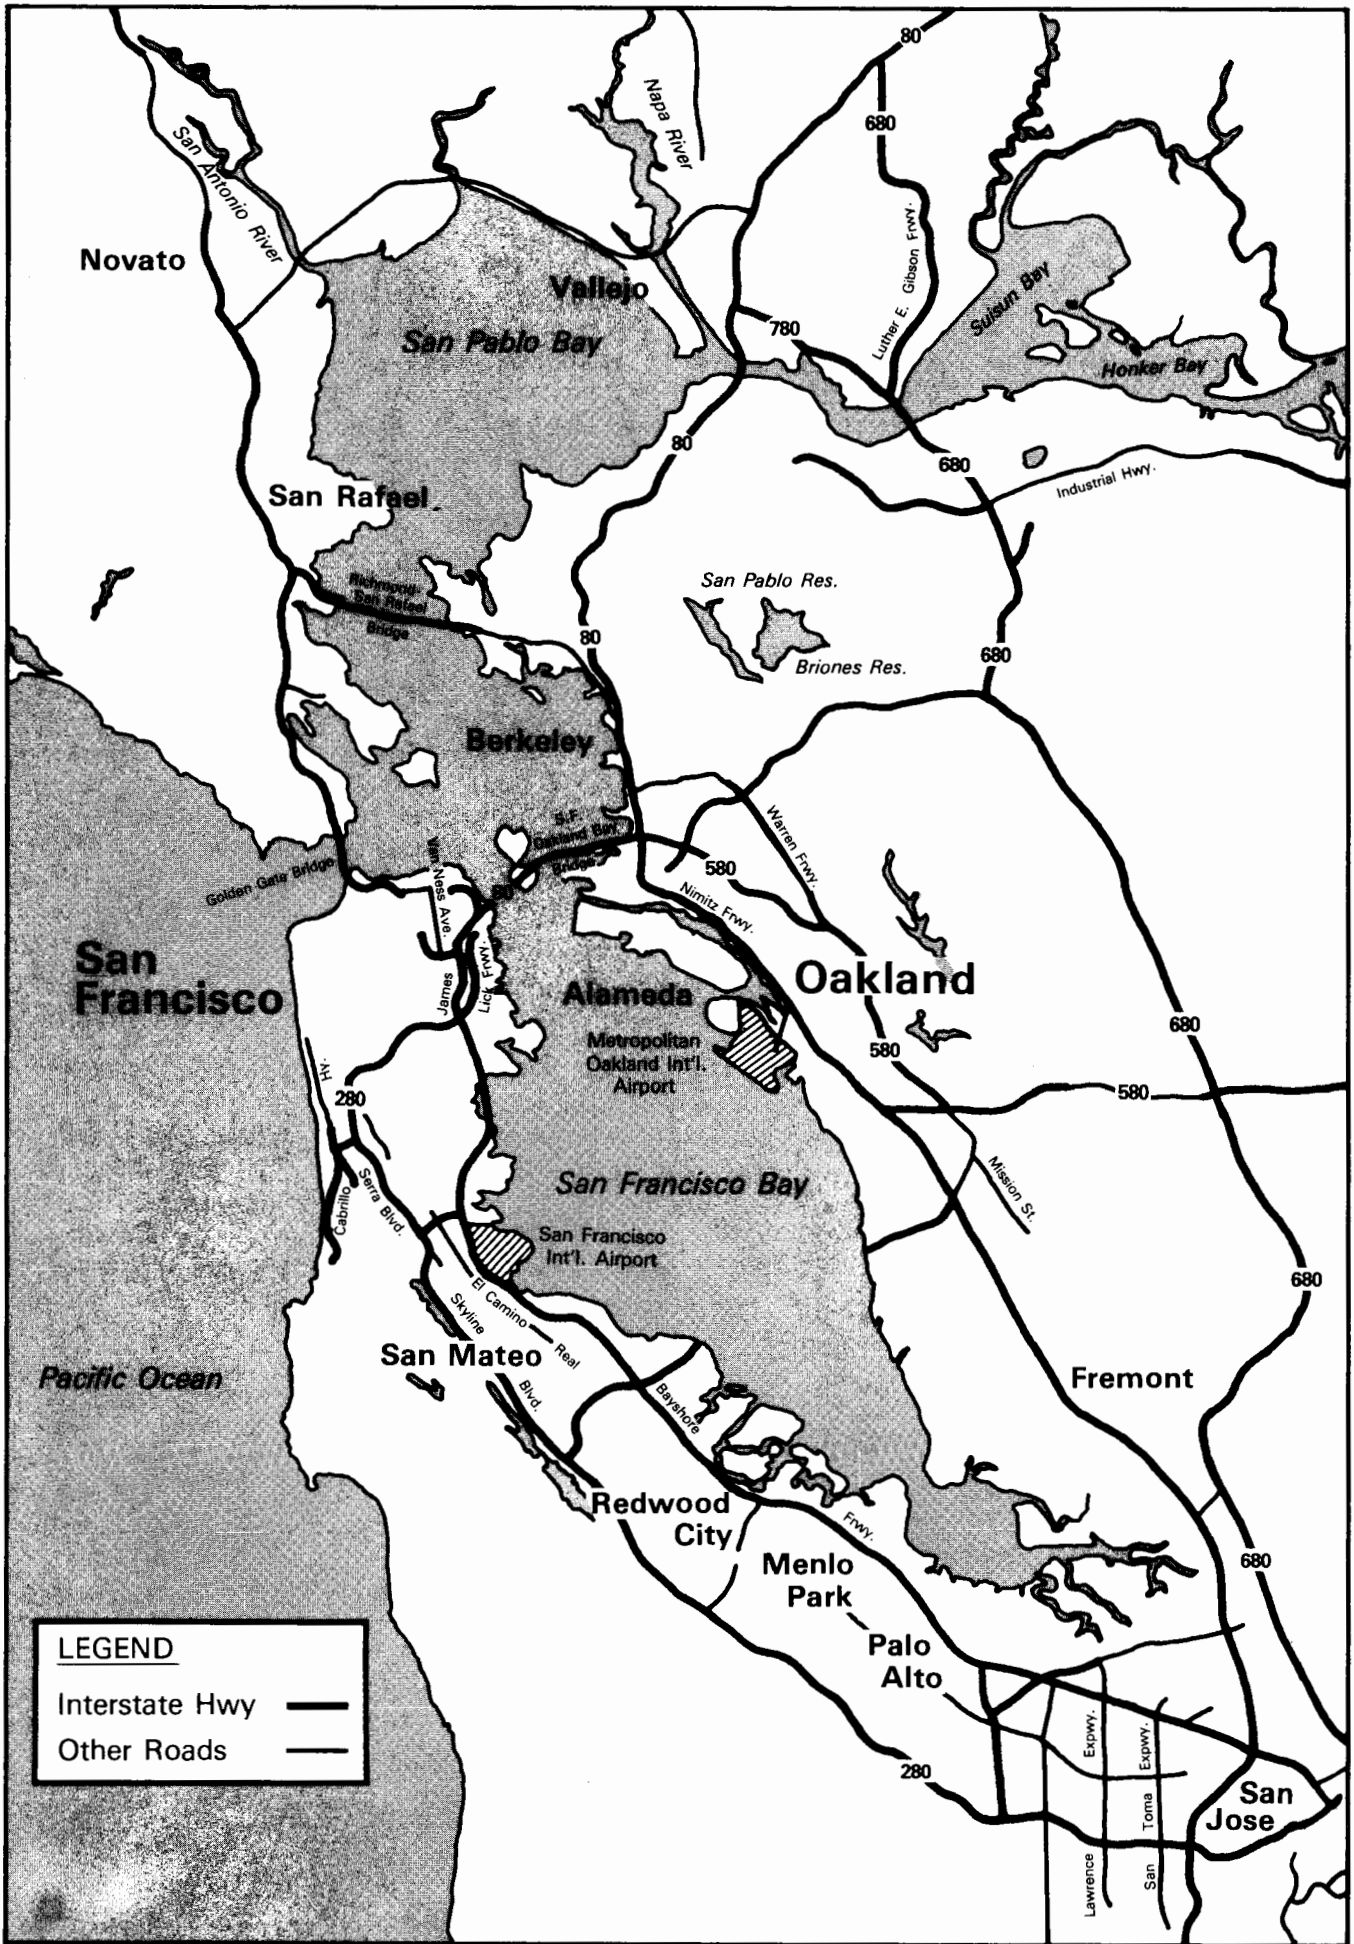 80
680
Napa River
San Antonio River
Novato
Luther E. Gibson Frwy.
Suisun Bay
Vallejo
San Pablo Bay
780
Honker Bay
80
680
Industrial Hwy.
San Rafael
Richmond-
San Rafael
Bridge
San Pablo Res.
80
Briones Res.
680
Berkeley
S.F.
Oakland Bay
Bridge
Warren Frwy.
Golden Gate Bridge
Van Ness Ave.
80
580
Nimitz Frwy.
San
Francisco
James
Lick Frwy.
Alameda
Oakland
Metropolitan
Oakland Int'l.
Airport
680
580
580
Hy.
280
Mission St.
San Francisco Bay
Cabrillo
Serra Blvd.
San Francisco
Int'l. Airport
680
El Camino Real
Skyline Blvd.
San Mateo
Pacific Ocean
Bayshore Frwy.
Fremont
Redwood
City
Menlo
Park
680
Palo
Alto
LEGEND
Interstate Hwy
Other Roads
280
Lawrence Expwy.
San Toma Expwy.
San
Jose